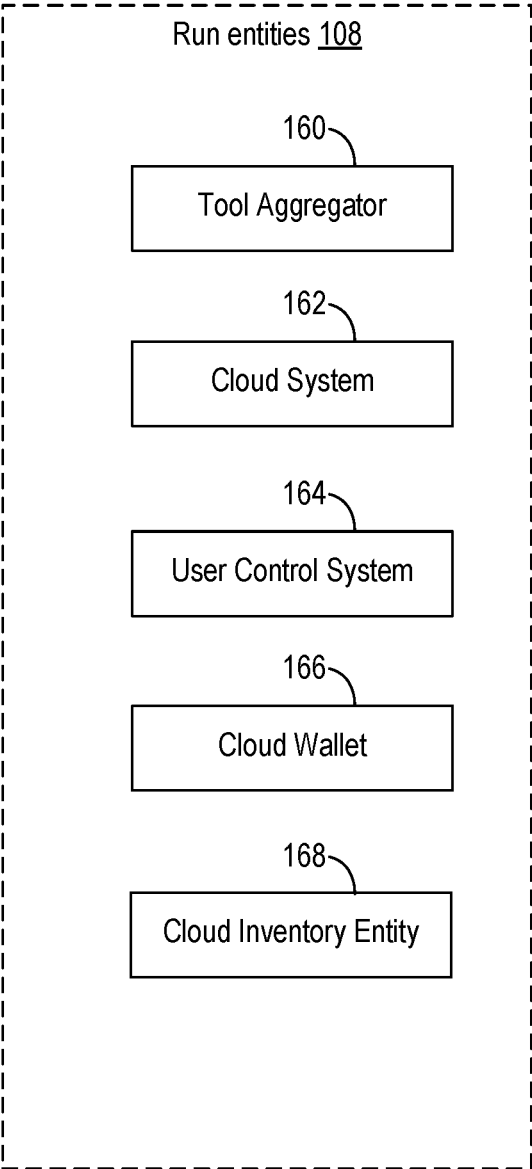 Run entities 108
160
Tool Aggregator
162
Cloud System
164
User Control System
166
Cloud Wallet
168
Cloud Inventory Entity